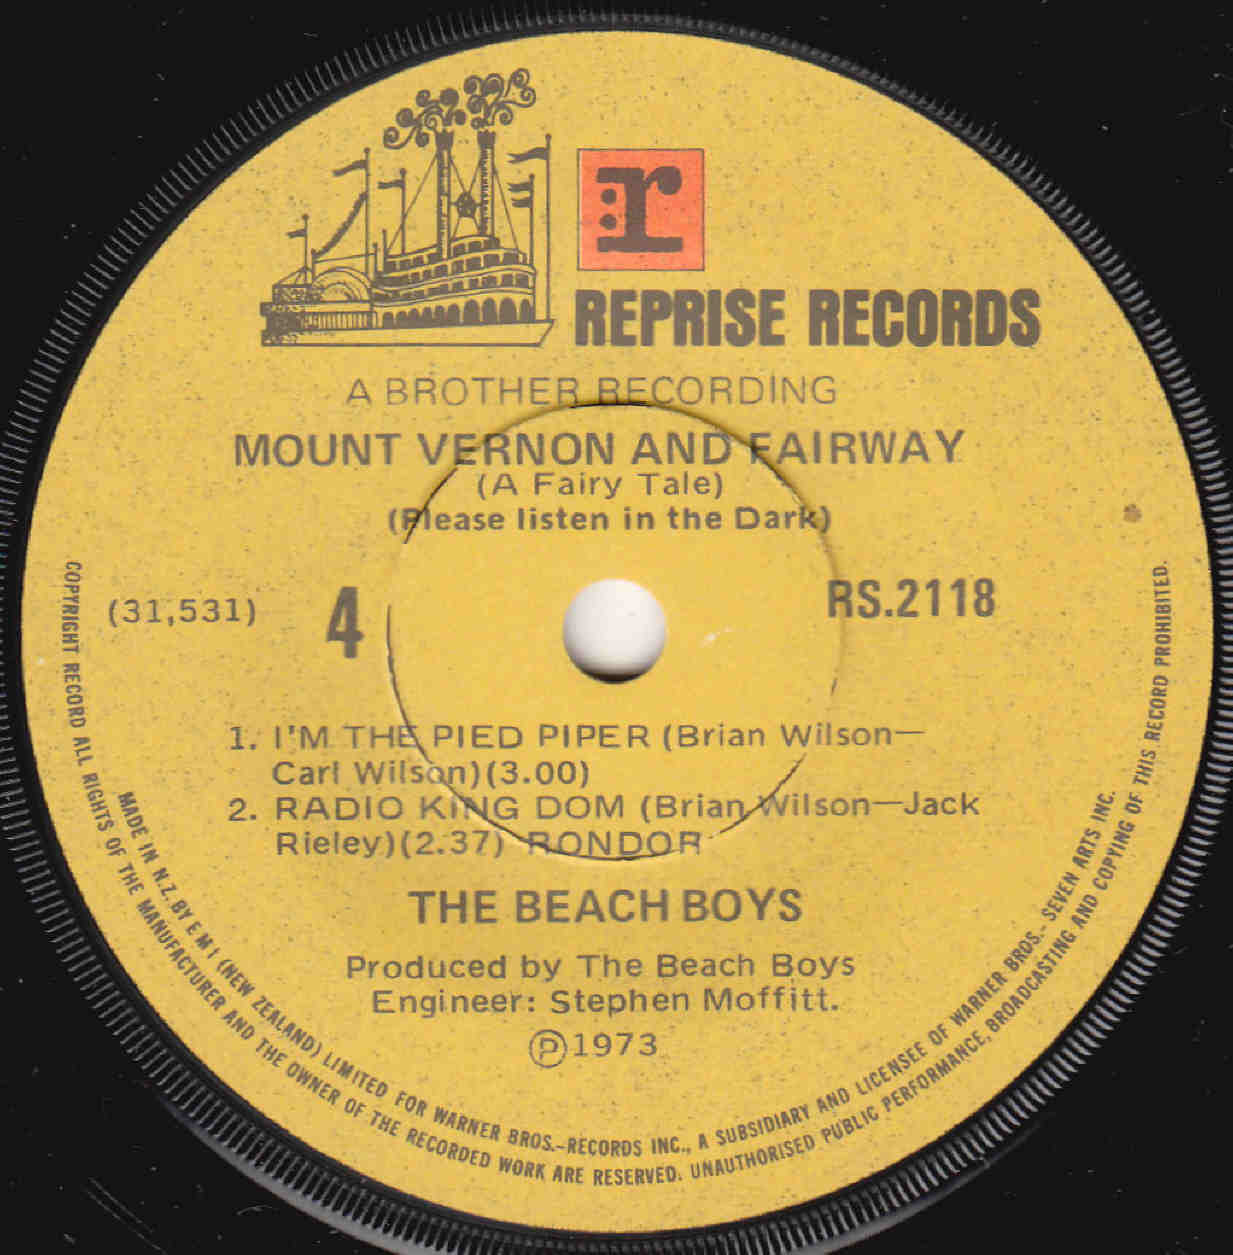 r
REPRISE RECORDS
A BROTHER RECORDING
MOUNT VERNON AND FAIRWAY
(A Fairy Tale)
(Please listen in the Dark)
(31,531)
4
RS.2118
1. I'M THE PIED PIPER (Brian Wilson—
Carl Wilson)(3.00)
2. RADIO KING DOM (Brian Wilson—Jack
Rieley)(2.37) RONDOR
THE BEACH BOYS
Produced by The Beach Boys
Engineer: Stephen Moffitt.
℗1973
MADE IN N.Z. BY E M I (NEW ZEALAND) LIMITED FOR WARNER BROS.-RECORDS INC., A SUBSIDIARY AND LICENSEE OF WARNER BROS.- SEVEN ARTS INC.
COPYRIGHT RECORD ALL RIGHTS OF THE MANUFACTURER AND THE OWNER OF THE RECORDED WORK ARE RESERVED. UNAUTHORISED PUBLIC PERFORMANCE, BROADCASTING AND COPYING OF THIS RECORD PROHIBITED.